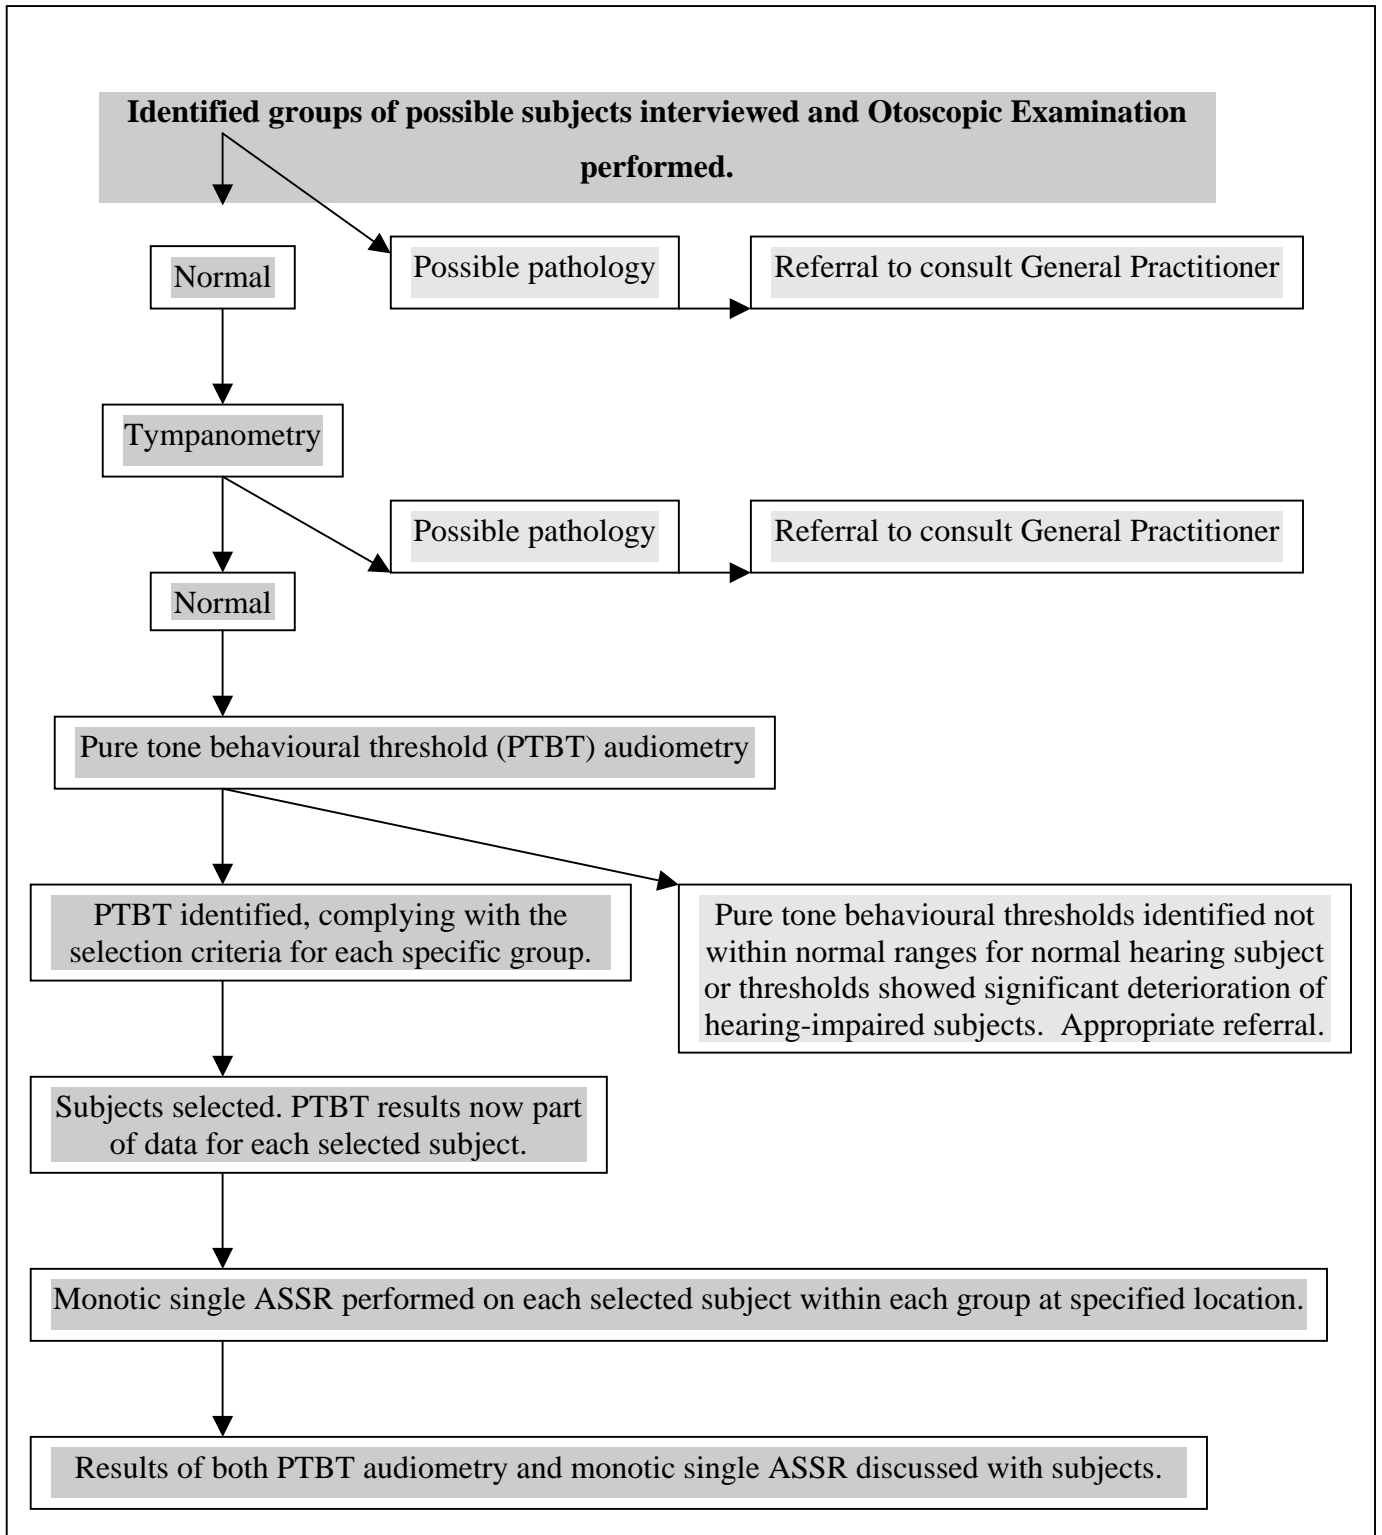 Identified groups of possible subjects interviewed and Otoscopic Examination
performed.
Normal
Possible pathology
Referral to consult General Practitioner
Tympanometry
Possible pathology
Referral to consult General Practitioner
Normal
Pure tone behavioural threshold (PTBT) audiometry
PTBT identified, complying with the
selection criteria for each specific group.
Pure tone behavioural thresholds identified not
within normal ranges for normal hearing subject
or thresholds showed significant deterioration of
hearing-impaired subjects.  Appropriate referral.
Subjects selected. PTBT results now part
of data for each selected subject.
Monotic single ASSR performed on each selected subject within each group at specified location.
Results of both PTBT audiometry and monotic single ASSR discussed with subjects.